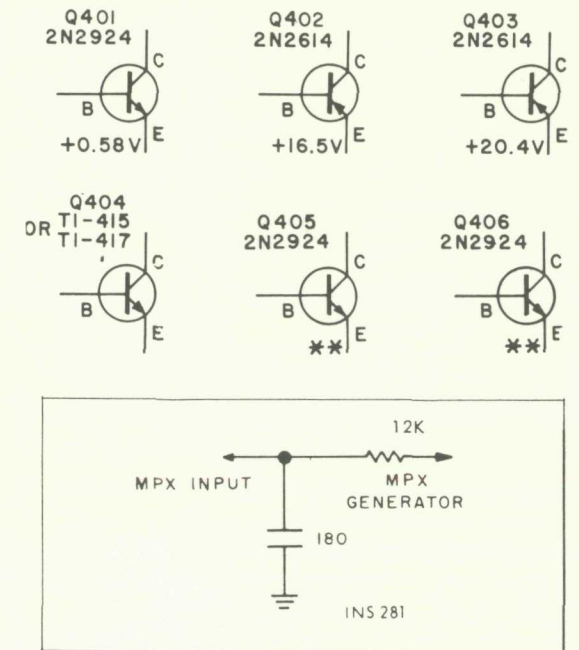 Q401
2N2924
C
B
E
+0.58V
Q402
2N2614
C
B
E
+16.5V
Q403
2N2614
C
B
E
+20.4V
Q404
OR TI-415
TI-417
C
B
E
Q405
2N2924
C
B
E
**
Q406
2N2924
C
B
E
**
12K
MPX INPUT
MPX
GENERATOR
180
INS 281